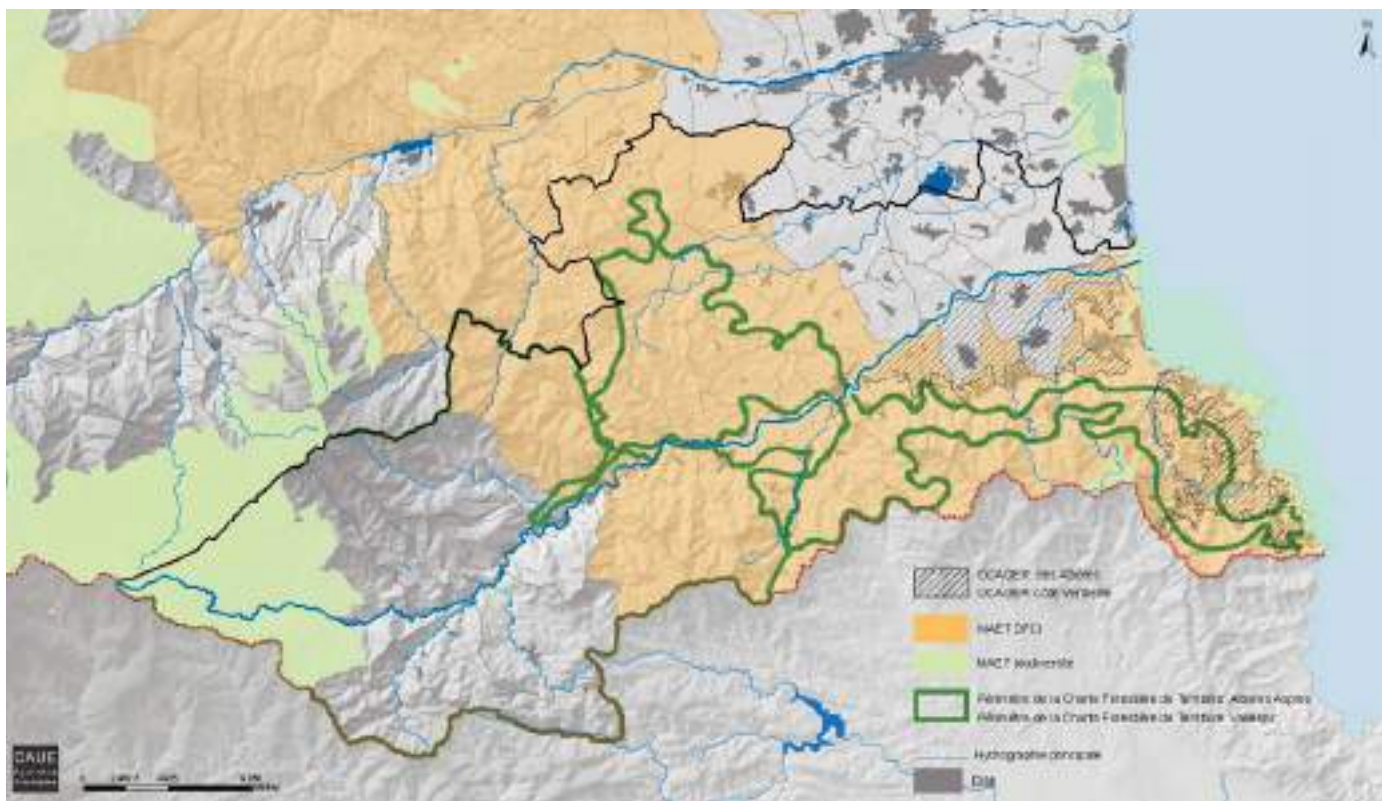 N
OCAGER des Albères
OCAGER Côte Vermeille
MAET DFCI
MAET biodiversité
Périmètre de la Charte Forestière de Territoire Albères Aspres
Périmètre de la Charte Forestière de Territoire Vallespir
Hydrographie principale
Bâti
CAUE
0